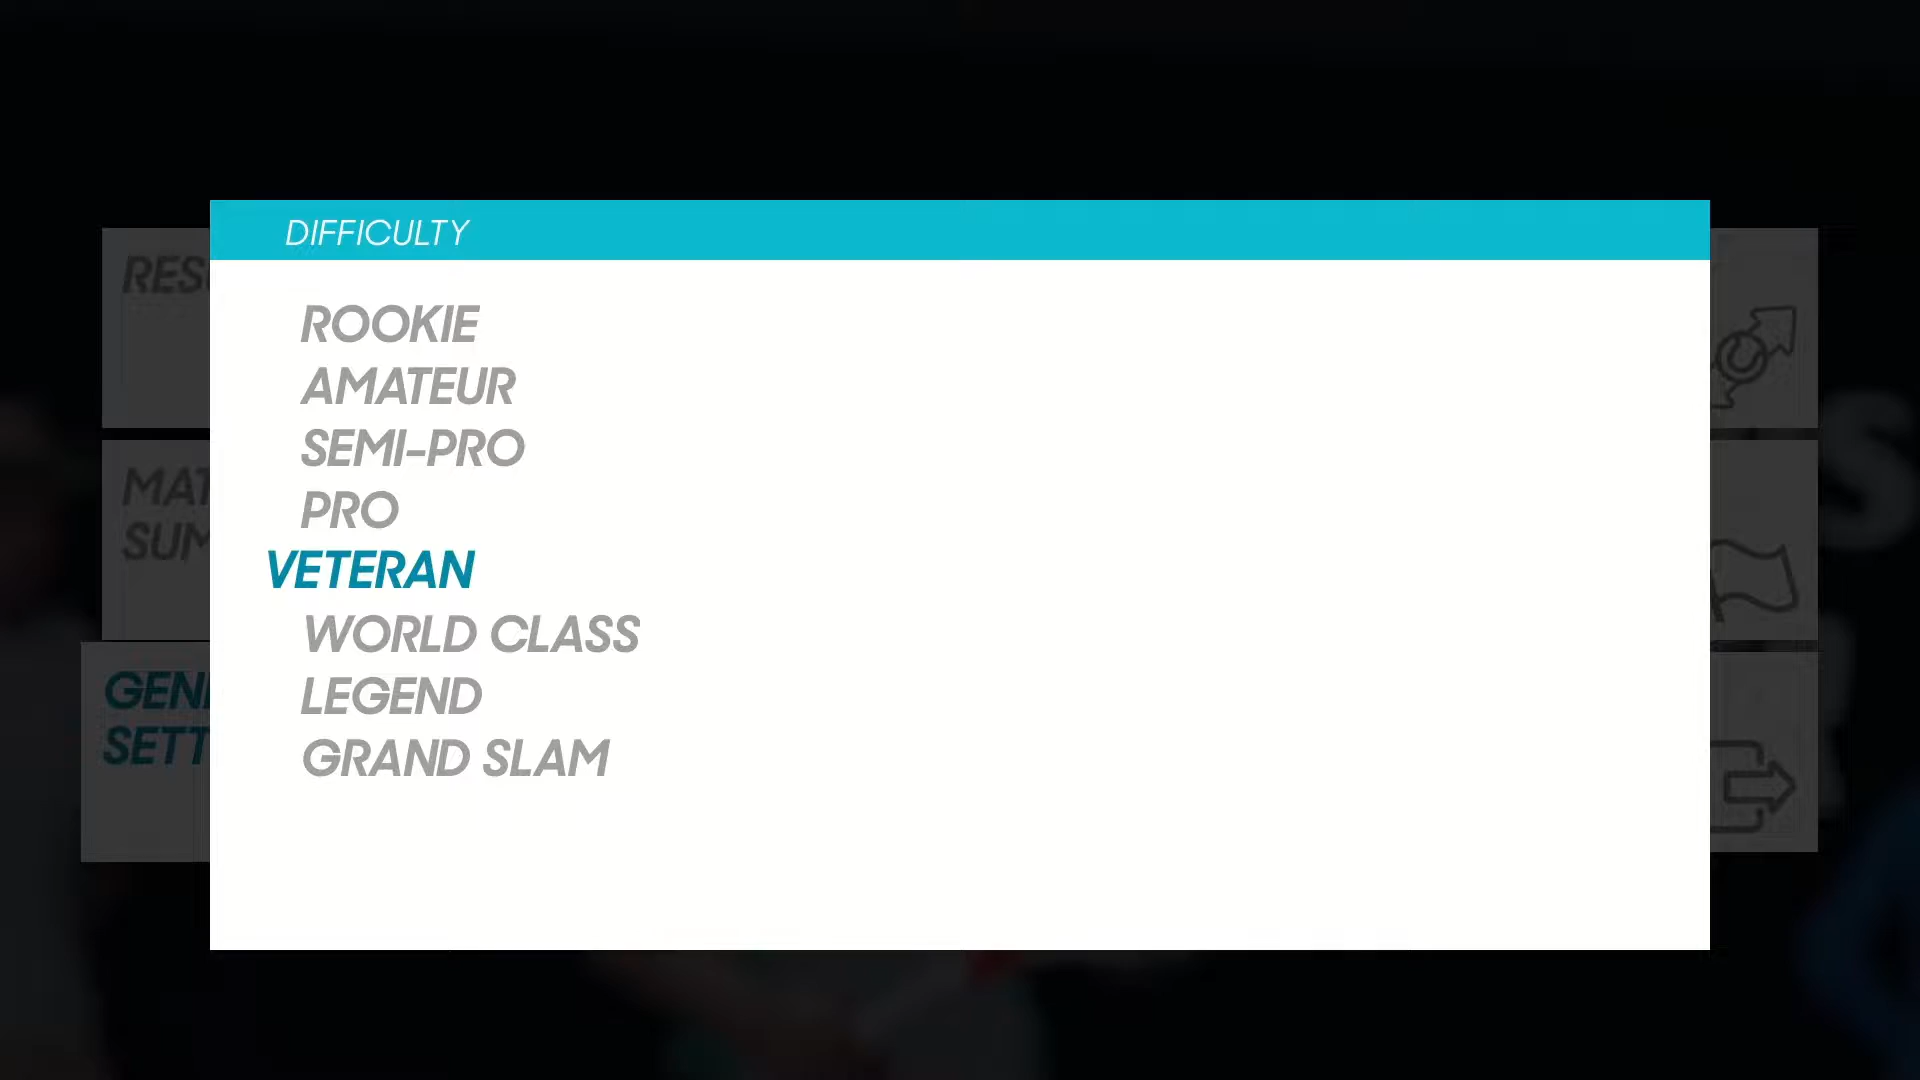 DIFFICULTY
ROOKIE
AMATEUR
SEMI-PRO
PRO
VETERAN
WORLD CLASS
LEGEND
GRAND SLAM